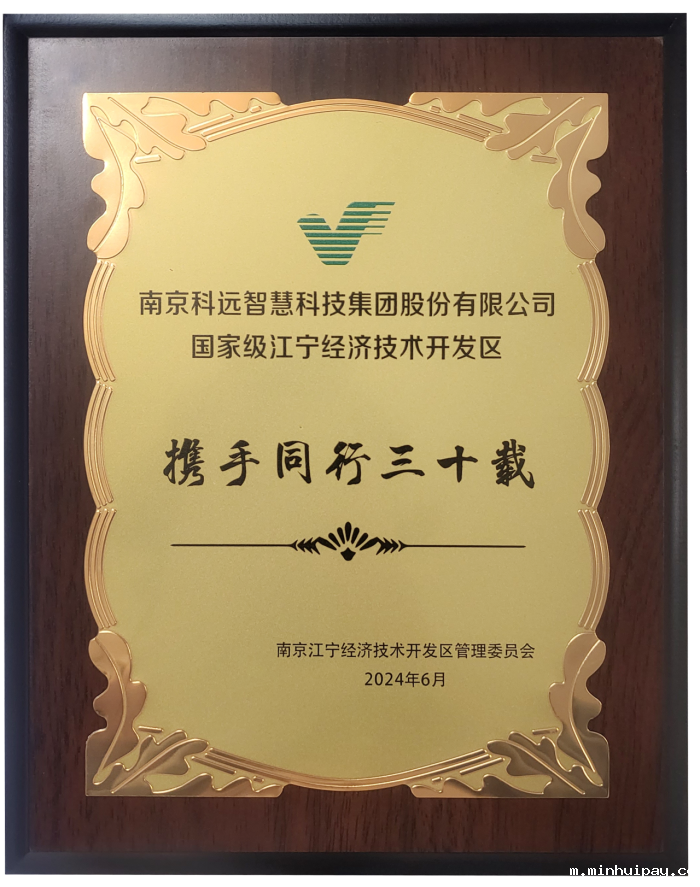 南京科远智慧科技集团股份有限公司
国家级江宁经济技术开发区
携手同行三十载
南京江宁经济技术开发区管理委员会
2024年6月
m.minhuipay.c